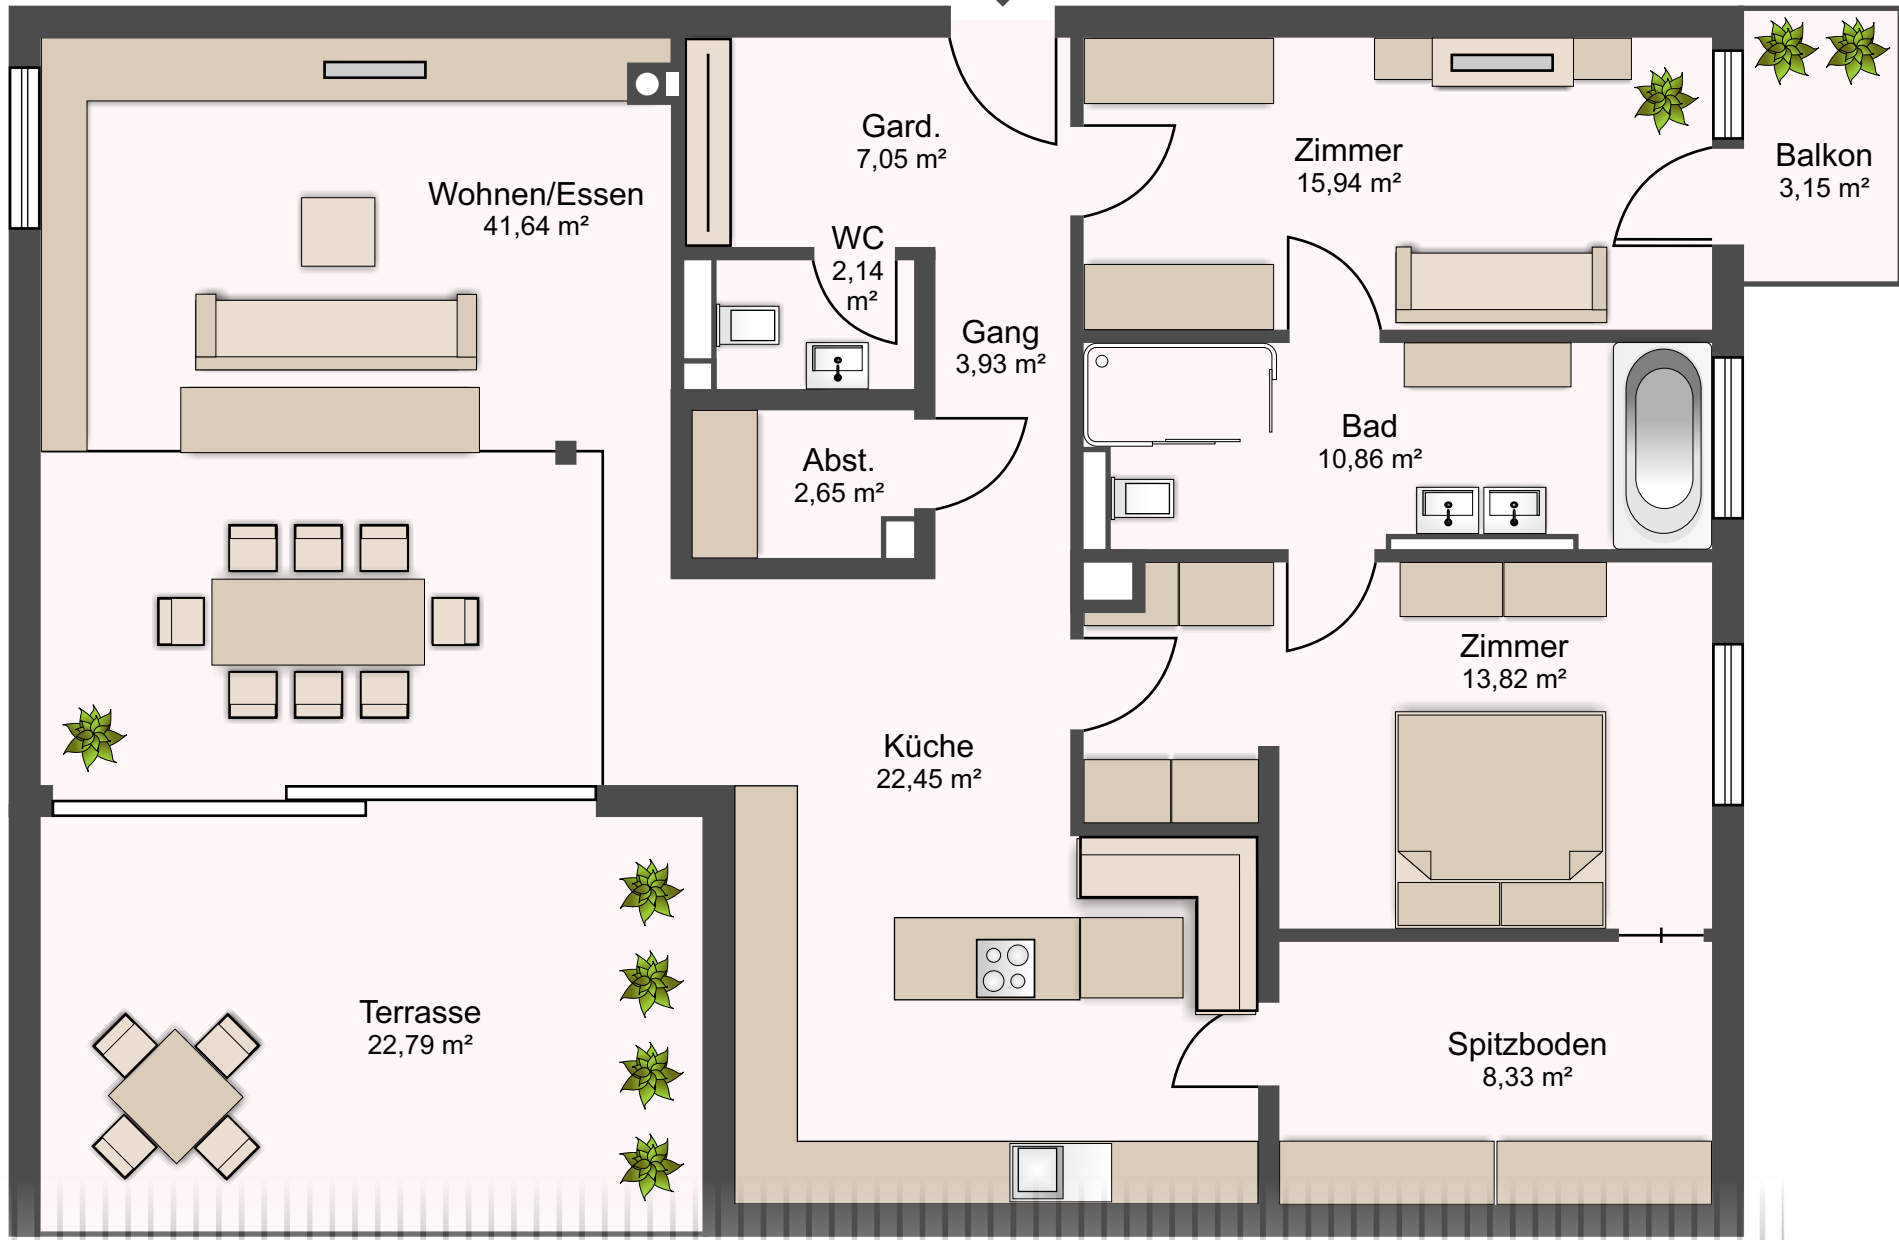 Gard.
7,05 m²
Zimmer
15,94 m²
Balkon
3,15 m²
Wohnen/Essen
41,64 m²
WC
2,14
m²
Gang
3,93 m²
Bad
10,86 m²
Abst.
2,65 m²
Zimmer
13,82 m²
Küche
22,45 m²
Terrasse
22,79 m²
Spitzboden
8,33 m²